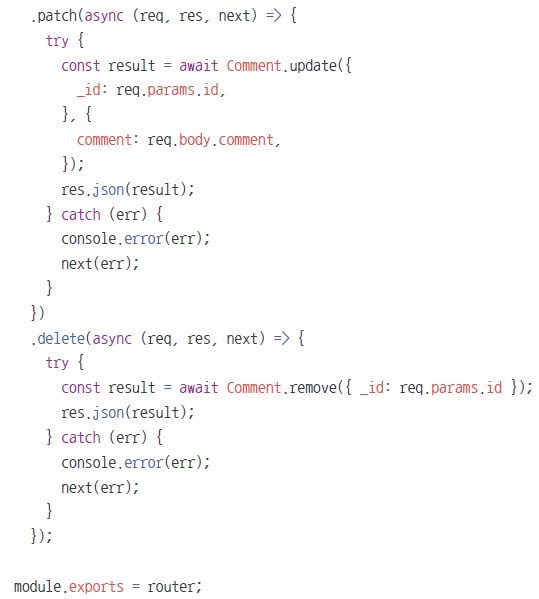 .patch(async (req, res, next) => {
try {
const result = await Comment.update({
_id: req.params.id,
}, {
comment: req.body.comment,
});
res.json(result);
} catch (err) {
console.error(err);
next(err);
}
})
.delete(async (req, res, next) => {
try {
const result = await Comment.remove({ _id: req.params.id });
res.json(result);
} catch (err) {
console.error(err);
next(err);
}
});
module.exports = router;